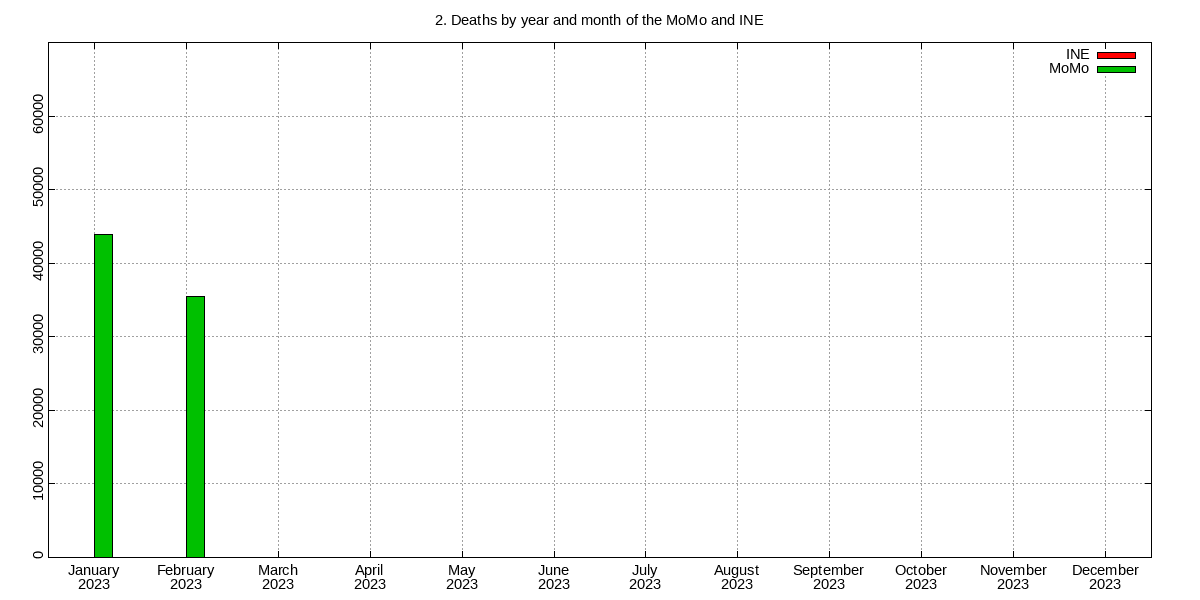 2. Deaths by year and month of the MoMo and INE
INE
MoMo
60000
50000
40000
30000
20000
10000
0
January February March April May June July August September October November December
2023 2023 2023 2023 2023 2023 2023 2023 2023 2023 2023 2023